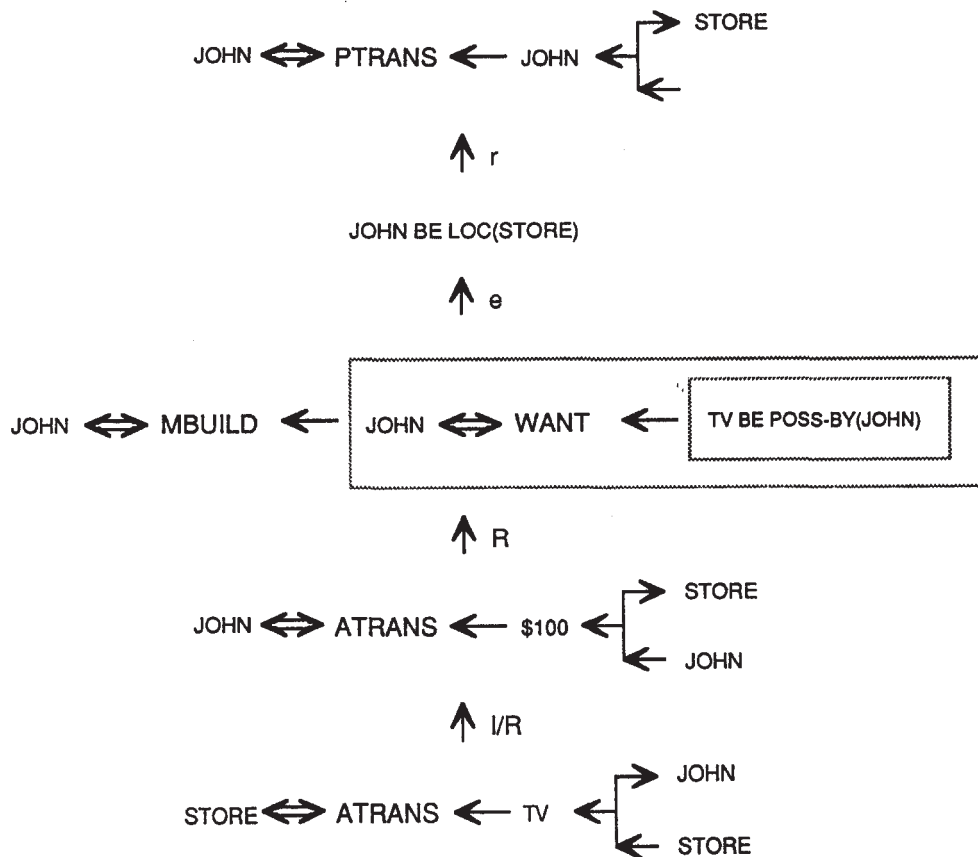 STORE
JOHN PTRANS JOHN
r
JOHN BE LOC(STORE)
e
JOHN MBUILD JOHN WANT TV BE POSS-BY(JOHN)
R
STORE
JOHN ATRANS $100
JOHN
I/R
JOHN
STORE ATRANS TV
STORE